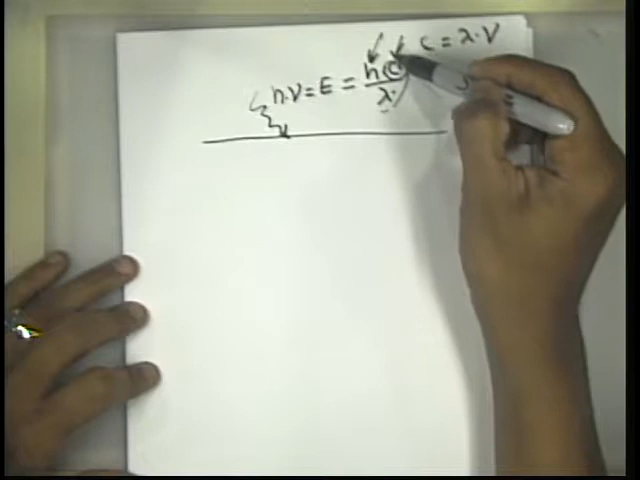 c = λ·ν
h·ν = E = hc/λ